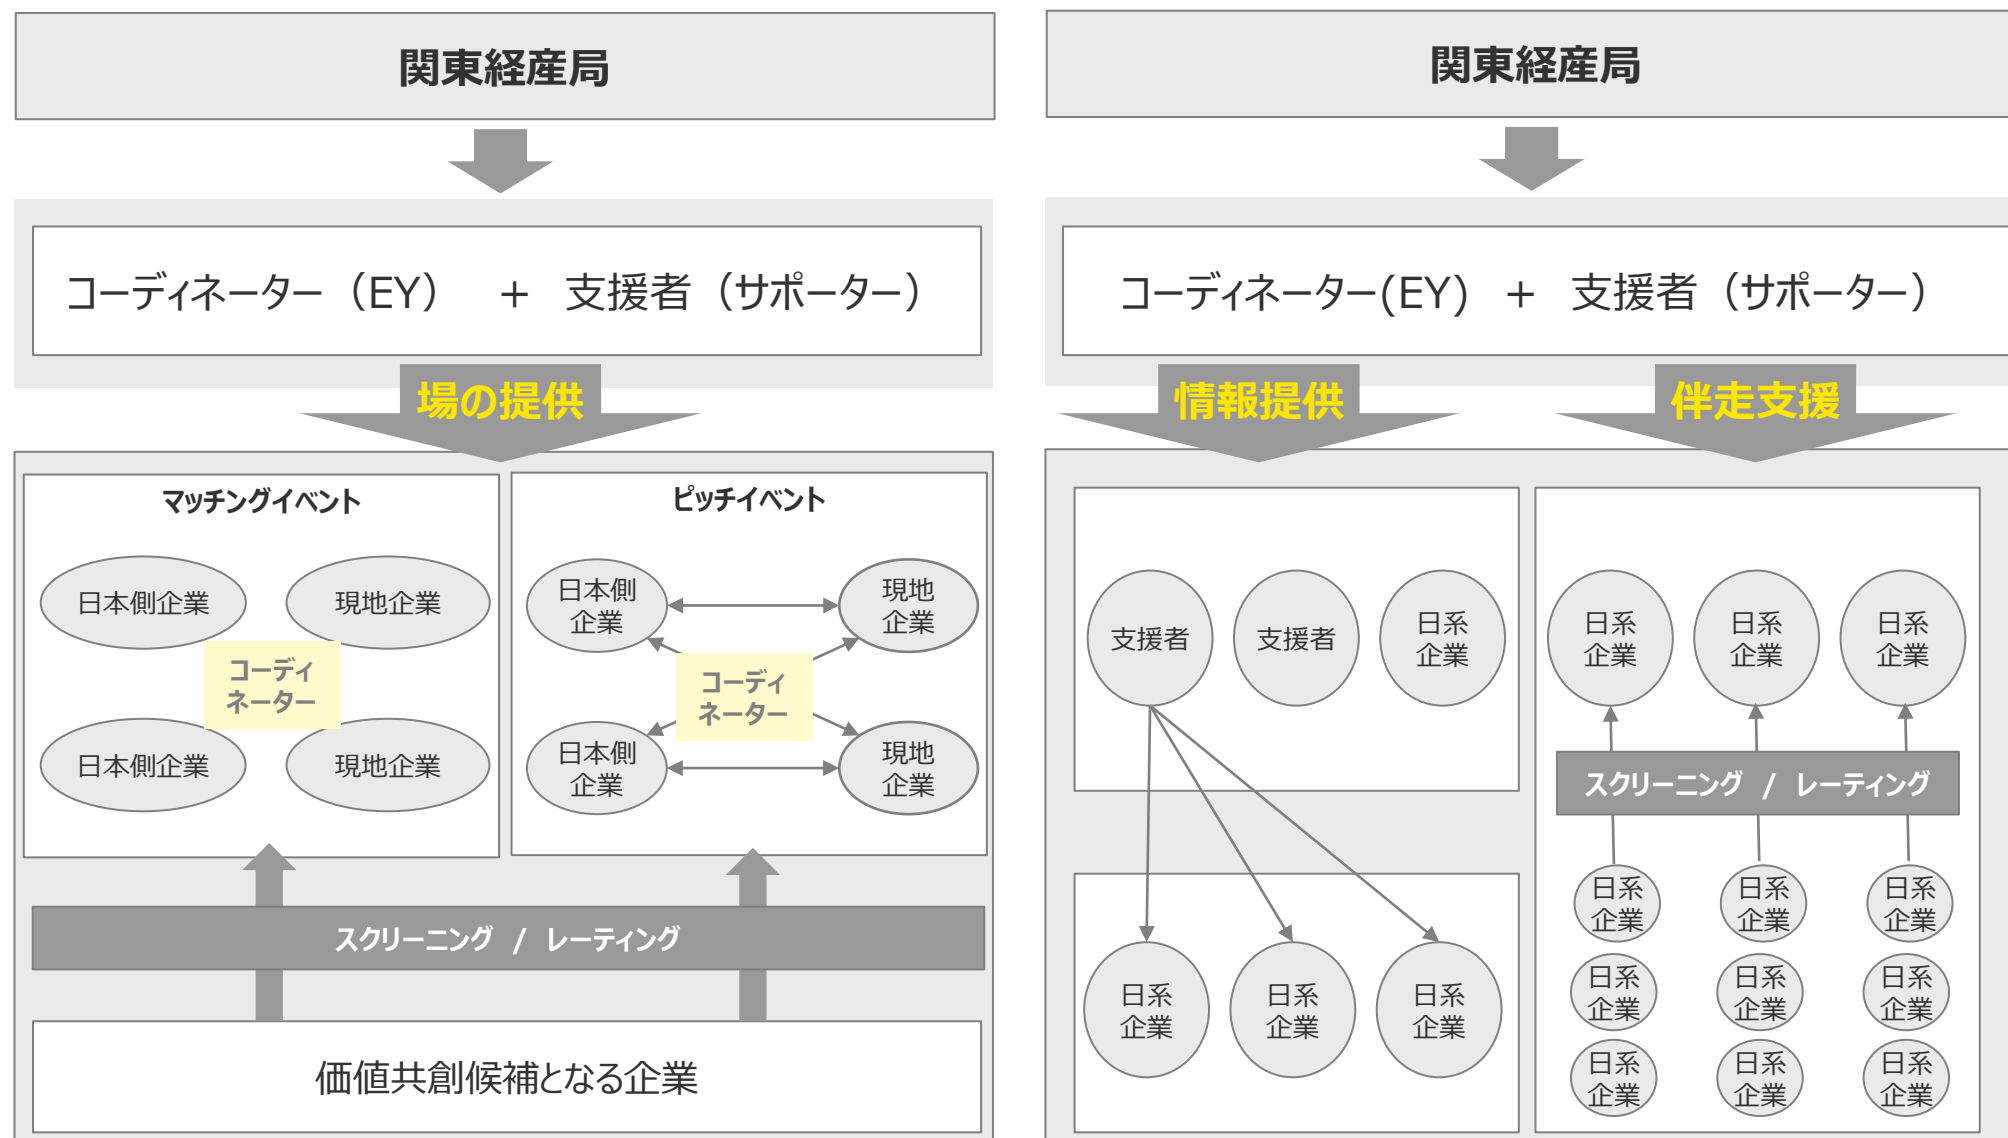 関東経産局
コーディネーター（EY） + 支援者（サポーター）
場の提供
マッチングイベント
日本側企業
現地企業
コーディ
ネーター
日本側企業
現地企業
ピッチイベント
日本側
企業
現地
企業
コーディ
ネーター
日本側
企業
現地
企業
スクリーニング / レーティング
価値共創候補となる企業
関東経産局
コーディネーター(EY) + 支援者（サポーター）
情報提供
伴走支援
支援者
支援者
日系
企業
日系
企業
日系
企業
日系
企業
日系
企業
日系
企業
日系
企業
スクリーニング / レーティング
日系
企業
日系
企業
日系
企業
日系
企業
日系
企業
日系
企業
日系
企業
日系
企業
日系
企業